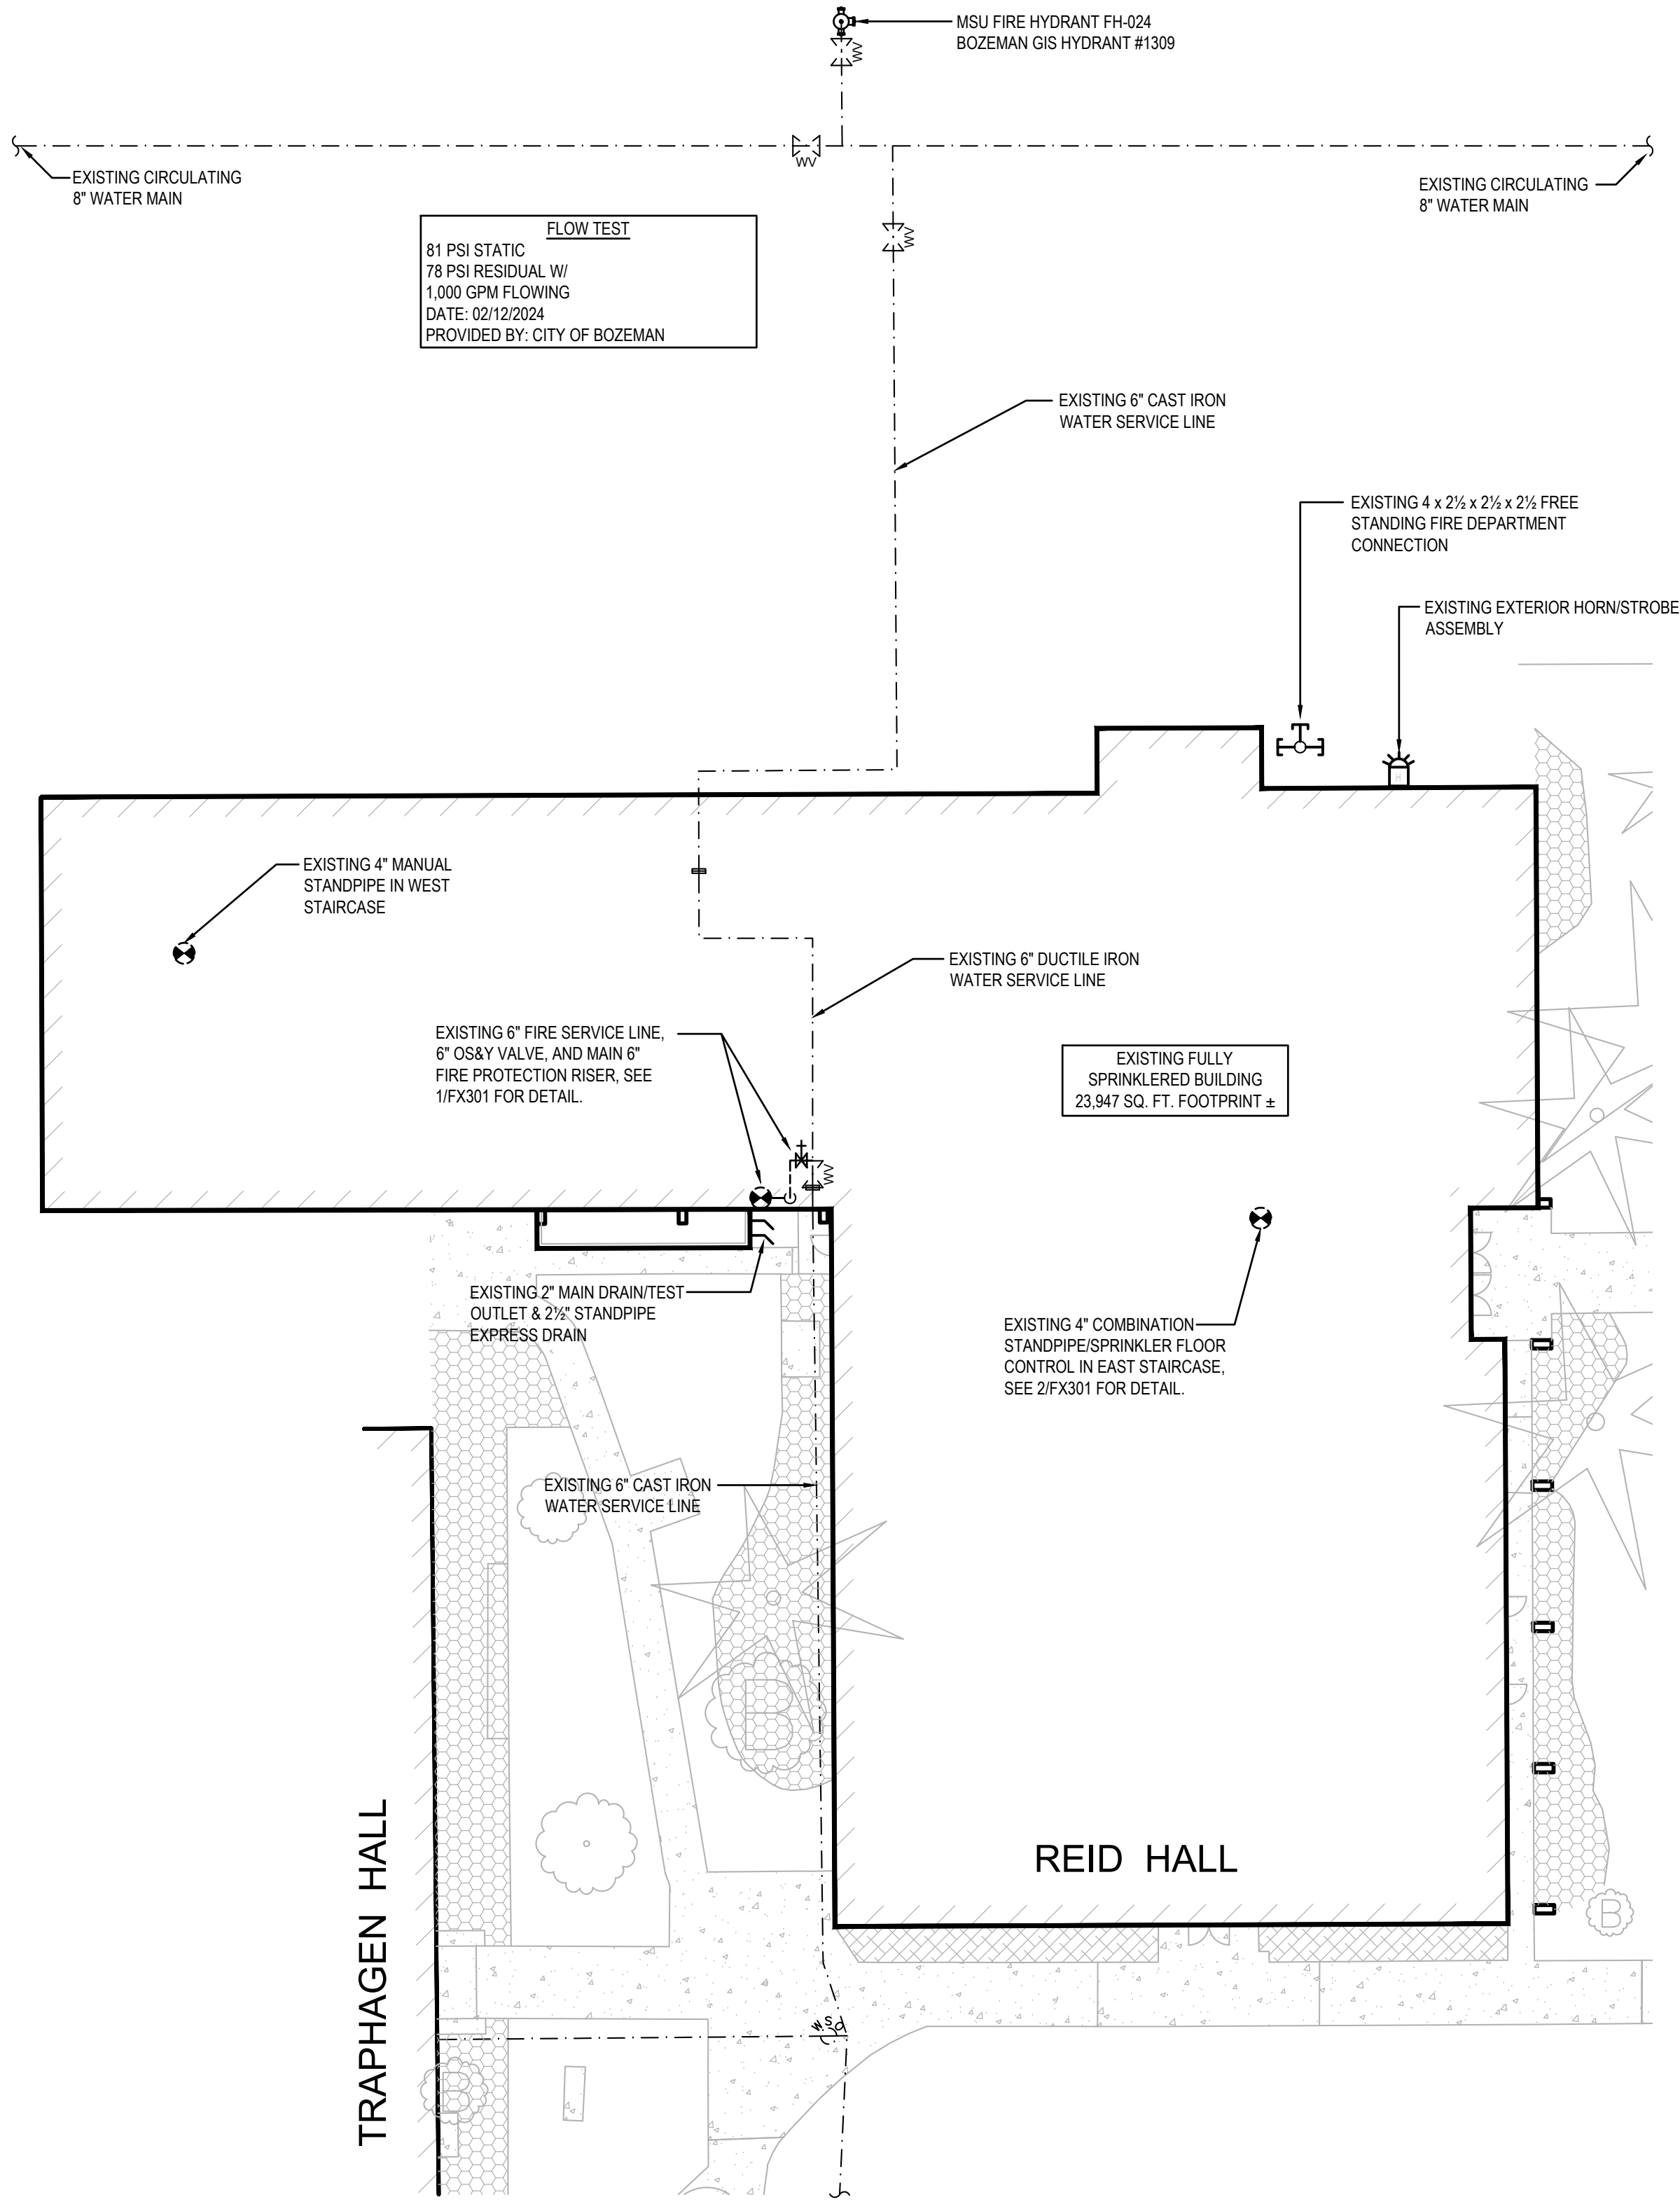 MSU FIRE HYDRANT FH-024
BOZEMAN GIS HYDRANT #1309
WV
WV
EXISTING CIRCULATING
8" WATER MAIN
EXISTING CIRCULATING
8" WATER MAIN
FLOW TEST
81 PSI STATIC
78 PSI RESIDUAL W/
1,000 GPM FLOWING
DATE: 02/12/2024
PROVIDED BY: CITY OF BOZEMAN
WV
EXISTING 6" CAST IRON
WATER SERVICE LINE
EXISTING 4 x 2½ x 2½ x 2½ FREE
STANDING FIRE DEPARTMENT
CONNECTION
EXISTING EXTERIOR HORN/STROBE
ASSEMBLY
H
EXISTING 4" MANUAL
STANDPIPE IN WEST
STAIRCASE
EXISTING 6" DUCTILE IRON
WATER SERVICE LINE
EXISTING 6" FIRE SERVICE LINE,
6" OS&Y VALVE, AND MAIN 6"
FIRE PROTECTION RISER, SEE
1/FX301 FOR DETAIL.
EXISTING FULLY
SPRINKLERED BUILDING
23,947 SQ. FT. FOOTPRINT ±
WV
EXISTING 2" MAIN DRAIN/TEST
OUTLET & 2½" STANDPIPE
EXPRESS DRAIN
EXISTING 4" COMBINATION
STANDPIPE/SPRINKLER FLOOR
CONTROL IN EAST STAIRCASE,
SEE 2/FX301 FOR DETAIL.
EXISTING 6" CAST IRON
WATER SERVICE LINE
B
REID HALL
TRAPHAGEN HALL
B
W.S.O
B